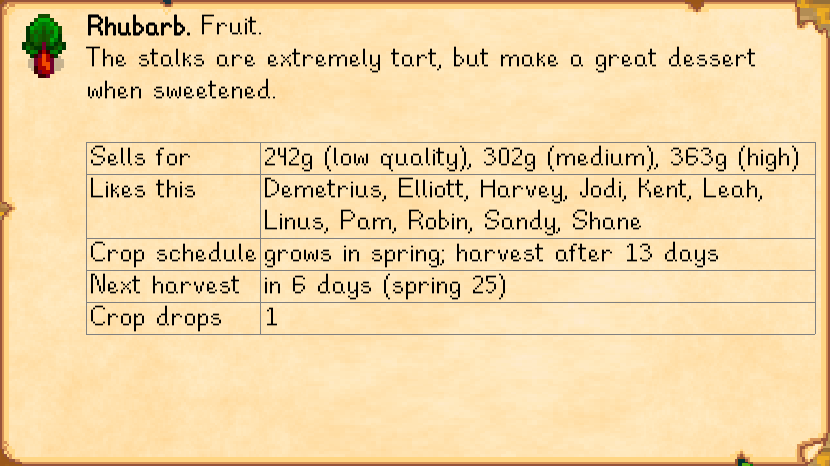 Rhubarb. Fruit.
The stalks are extremely tart, but make a great dessert
when sweetened.
Sells for 242g (low quality), 302g (medium), 363g (high)
Likes this Demetrius, Elliott, Harvey, Jodi, Kent, Leah,
Linus, Pam, Robin, Sandy, Shane
Crop schedule grows in spring; harvest after 13 days
Next harvest in 6 days (spring 25)
Crop drops 1